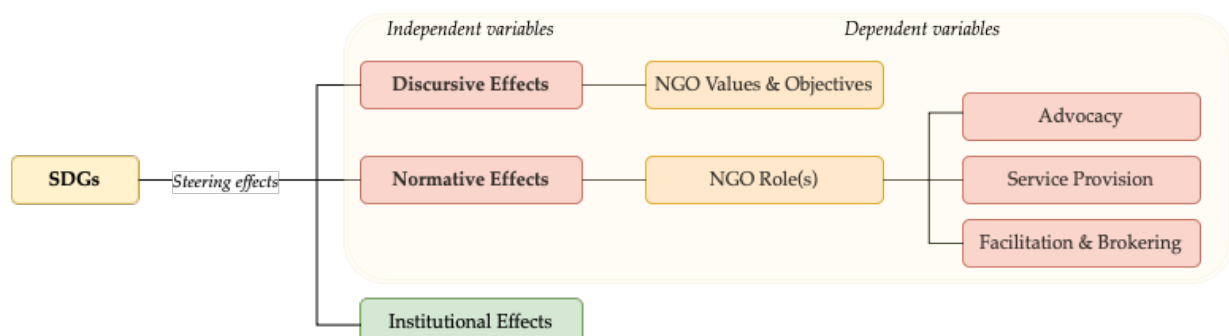 Independent variables
Dependent variables
Discursive Effects
NGO Values & Objectives
Advocacy
SDGs
Steering effects
Normative Effects
NGO Role(s)
Service Provision
Facilitation & Brokering
Institutional Effects